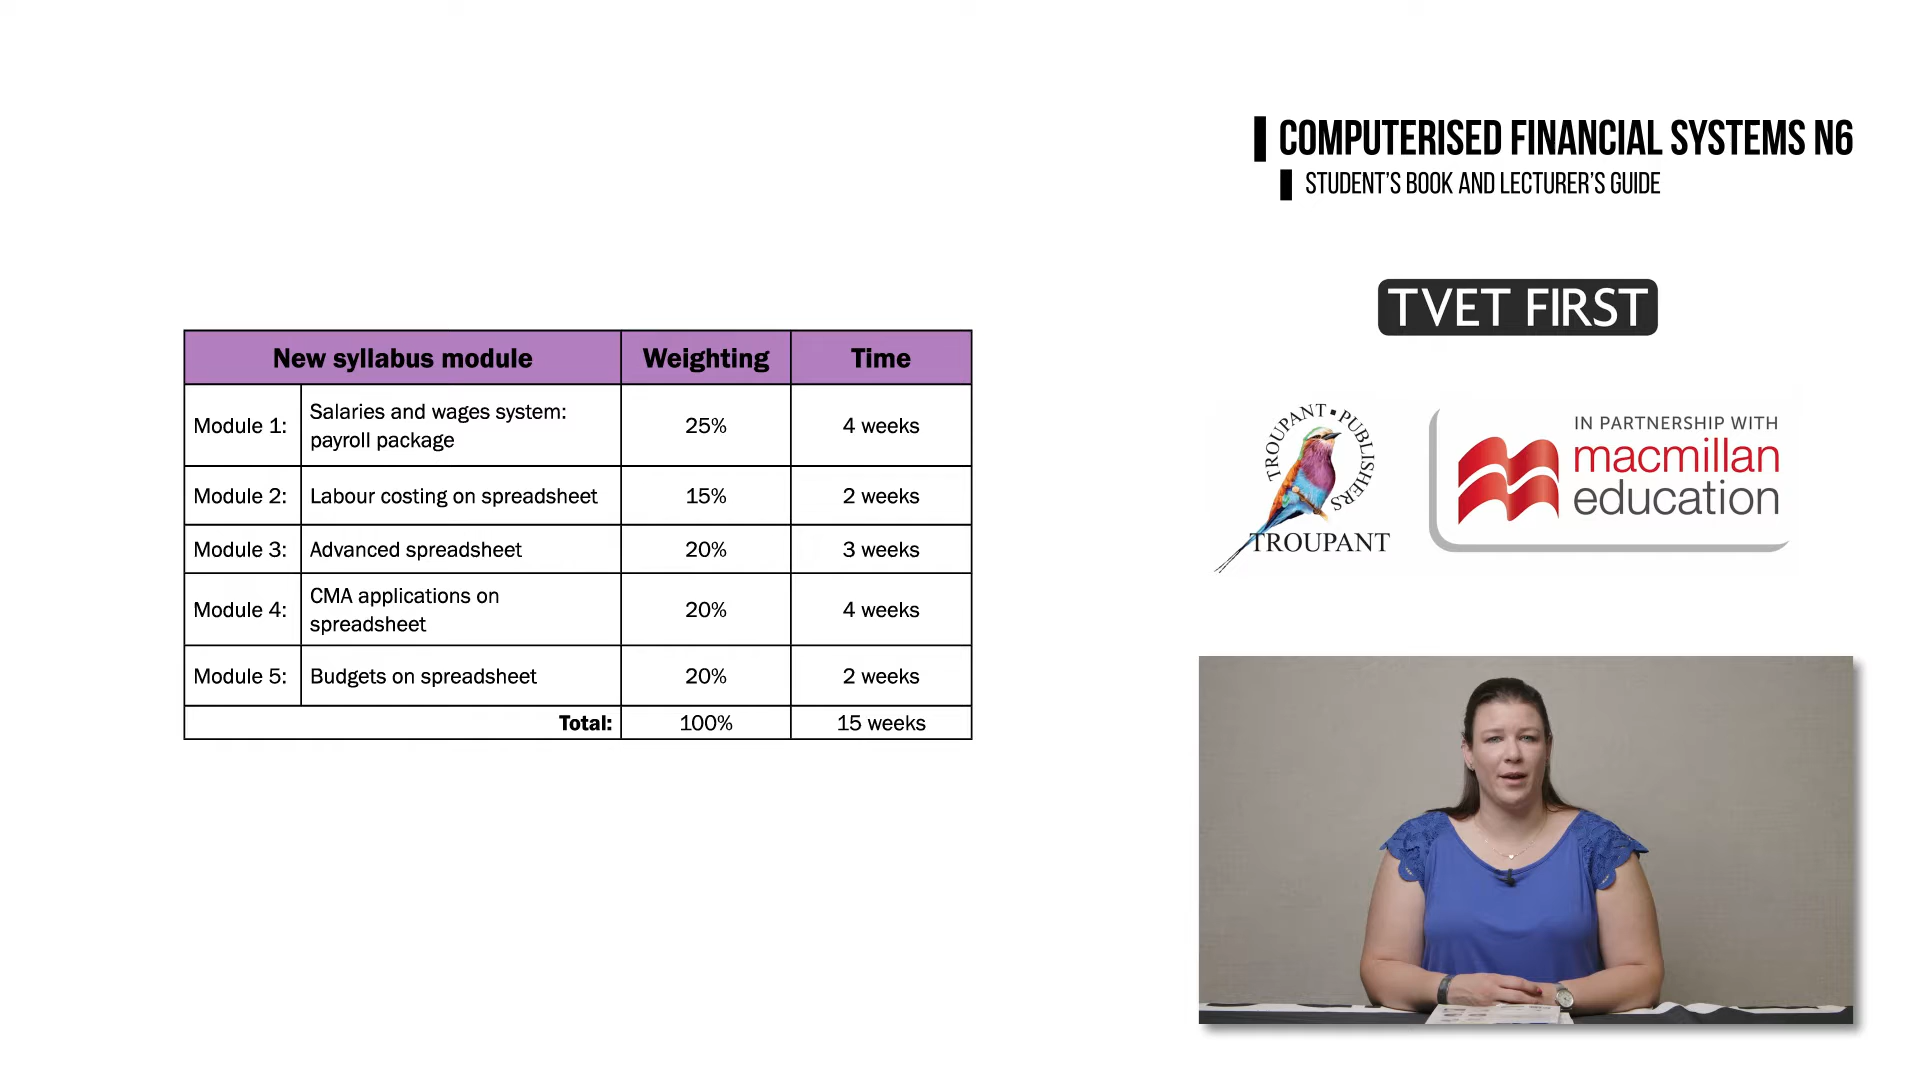 COMPUTERISED FINANCIAL SYSTEMS N6
STUDENT'S BOOK AND LECTURER'S GUIDE
TVET FIRST
TROUPANT ▪ PUBLISHERS
TROUPANT
IN PARTNERSHIP WITH
macmillan
education
New syllabus module Weighting Time
Module 1: Salaries and wages system:
payroll package 25% 4 weeks
Module 2: Labour costing on spreadsheet 15% 2 weeks
Module 3: Advanced spreadsheet 20% 3 weeks
Module 4: CMA applications on
spreadsheet 20% 4 weeks
Module 5: Budgets on spreadsheet 20% 2 weeks
Total: 100% 15 weeks